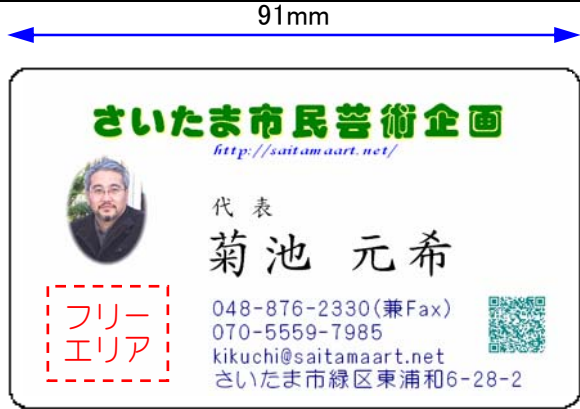 91mm
さいたま市民芸術企画
http://saitamaart.net/
代表
菊池 元希
048-876-2330(兼Fax)
070-5559-7985
kikuchi@saitamaart.net
さいたま市緑区東浦和6-28-2
フリー
エリア